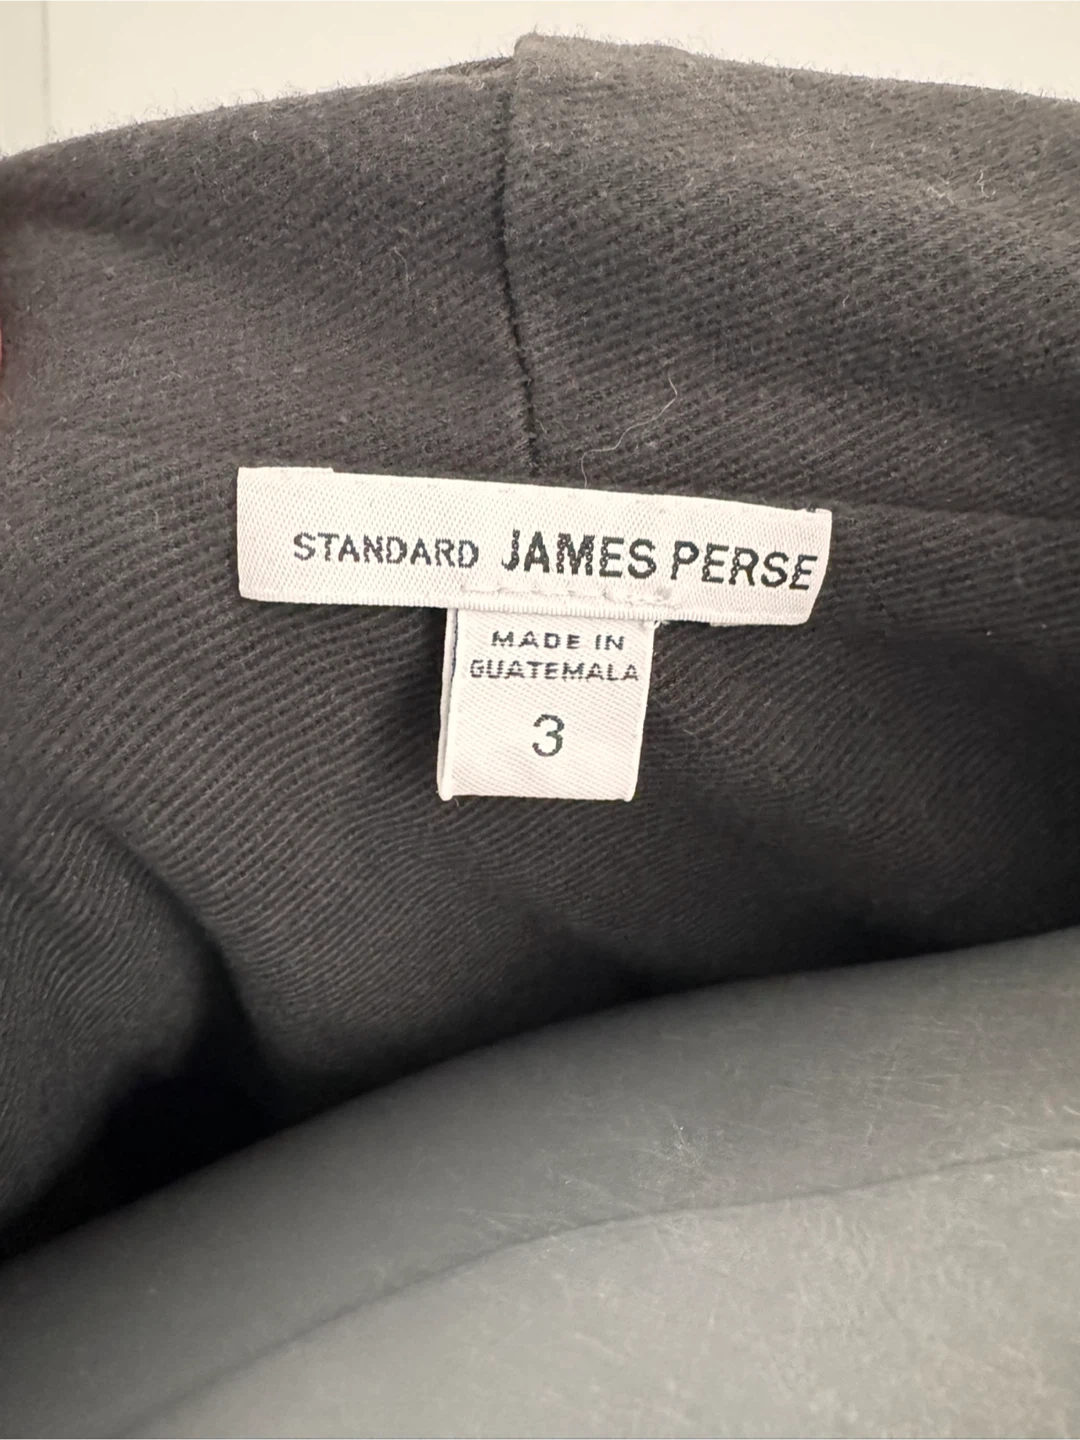 STANDARD JAMES PERSE
MADE IN
GUATEMALA
3